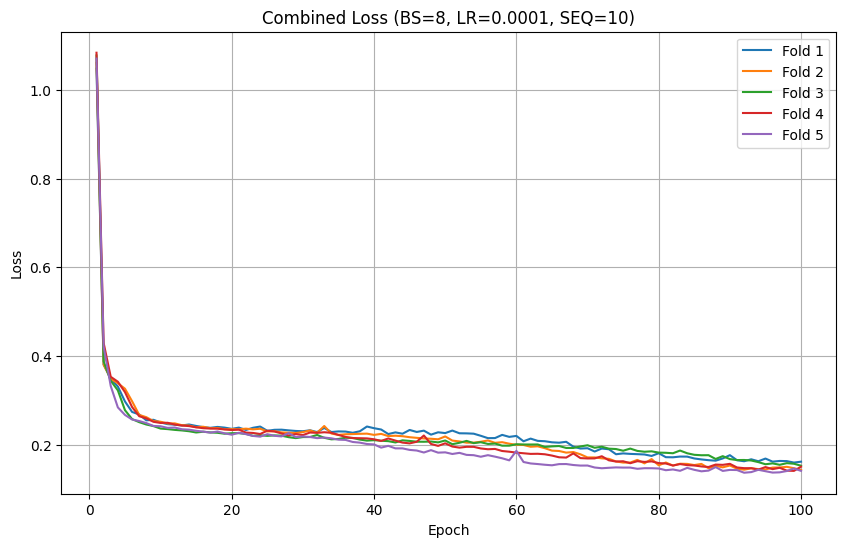 Combined Loss (BS=8, LR=0.0001, SEQ=10)
Fold 1
Fold 2
Fold 3
Fold 4
Fold 5
Loss
1.0
0.8
0.6
0.4
0.2
0 20 40 60 80 100
Epoch